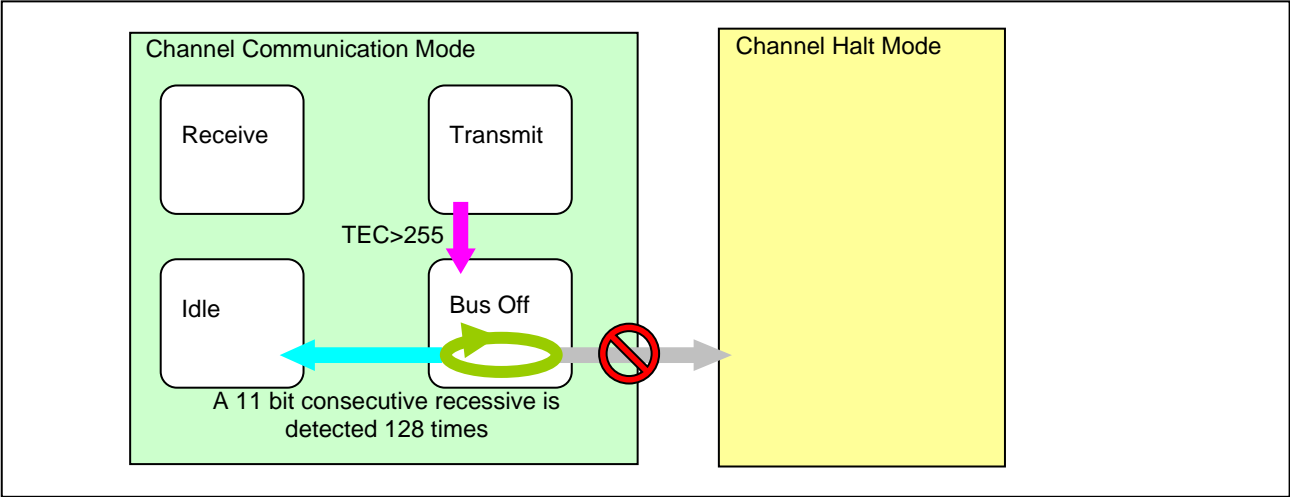 Channel Communication Mode
Channel Halt Mode
Receive
Transmit
TEC>255
Idle
Bus Off
A 11 bit consecutive recessive is
detected 128 times